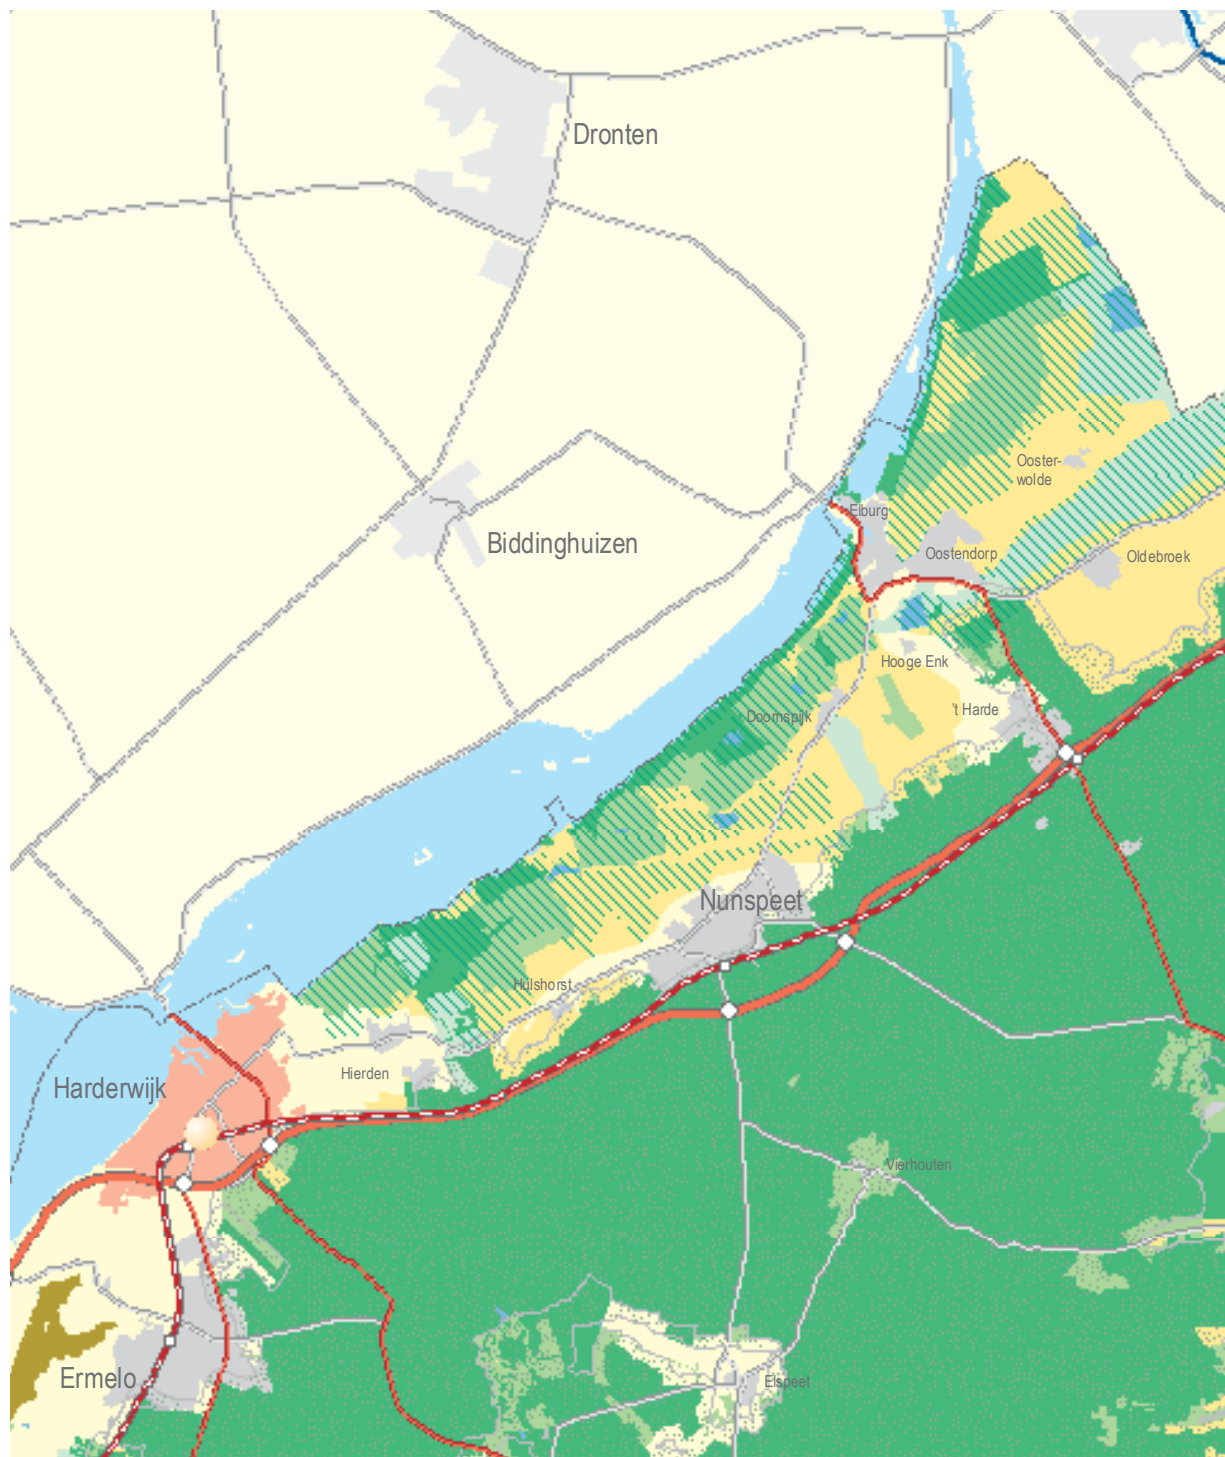 Dronten
Ooster-
wolde
Elburg
Biddinghuizen
Oostendorp
Oldebroek
Hooge Enk
't Harde
Doornspijk
Nunspeet
Hulshorst
Hierden
Harderwijk
Vierhouten
Ermelo
Elspeet